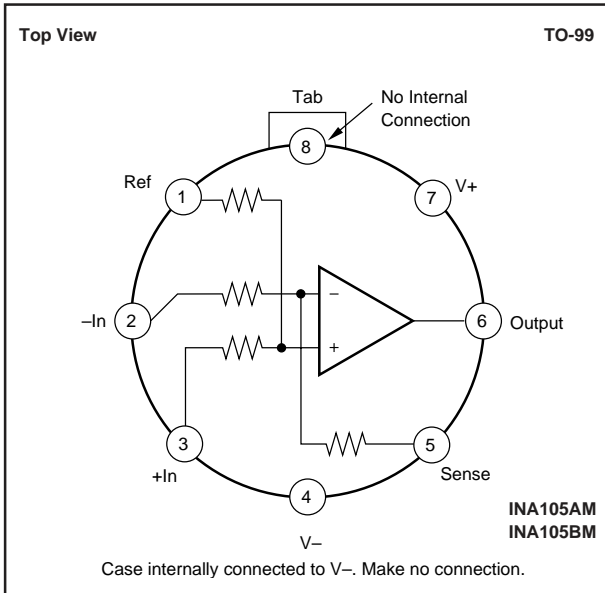 Top View
TO-99
Tab
No Internal
Connection
8
Ref
1
7
V+
–In
2
–
+
6
Output
3
+In
5
Sense
4
V–
INA105AM
INA105BM
Case internally connected to V–. Make no connection.